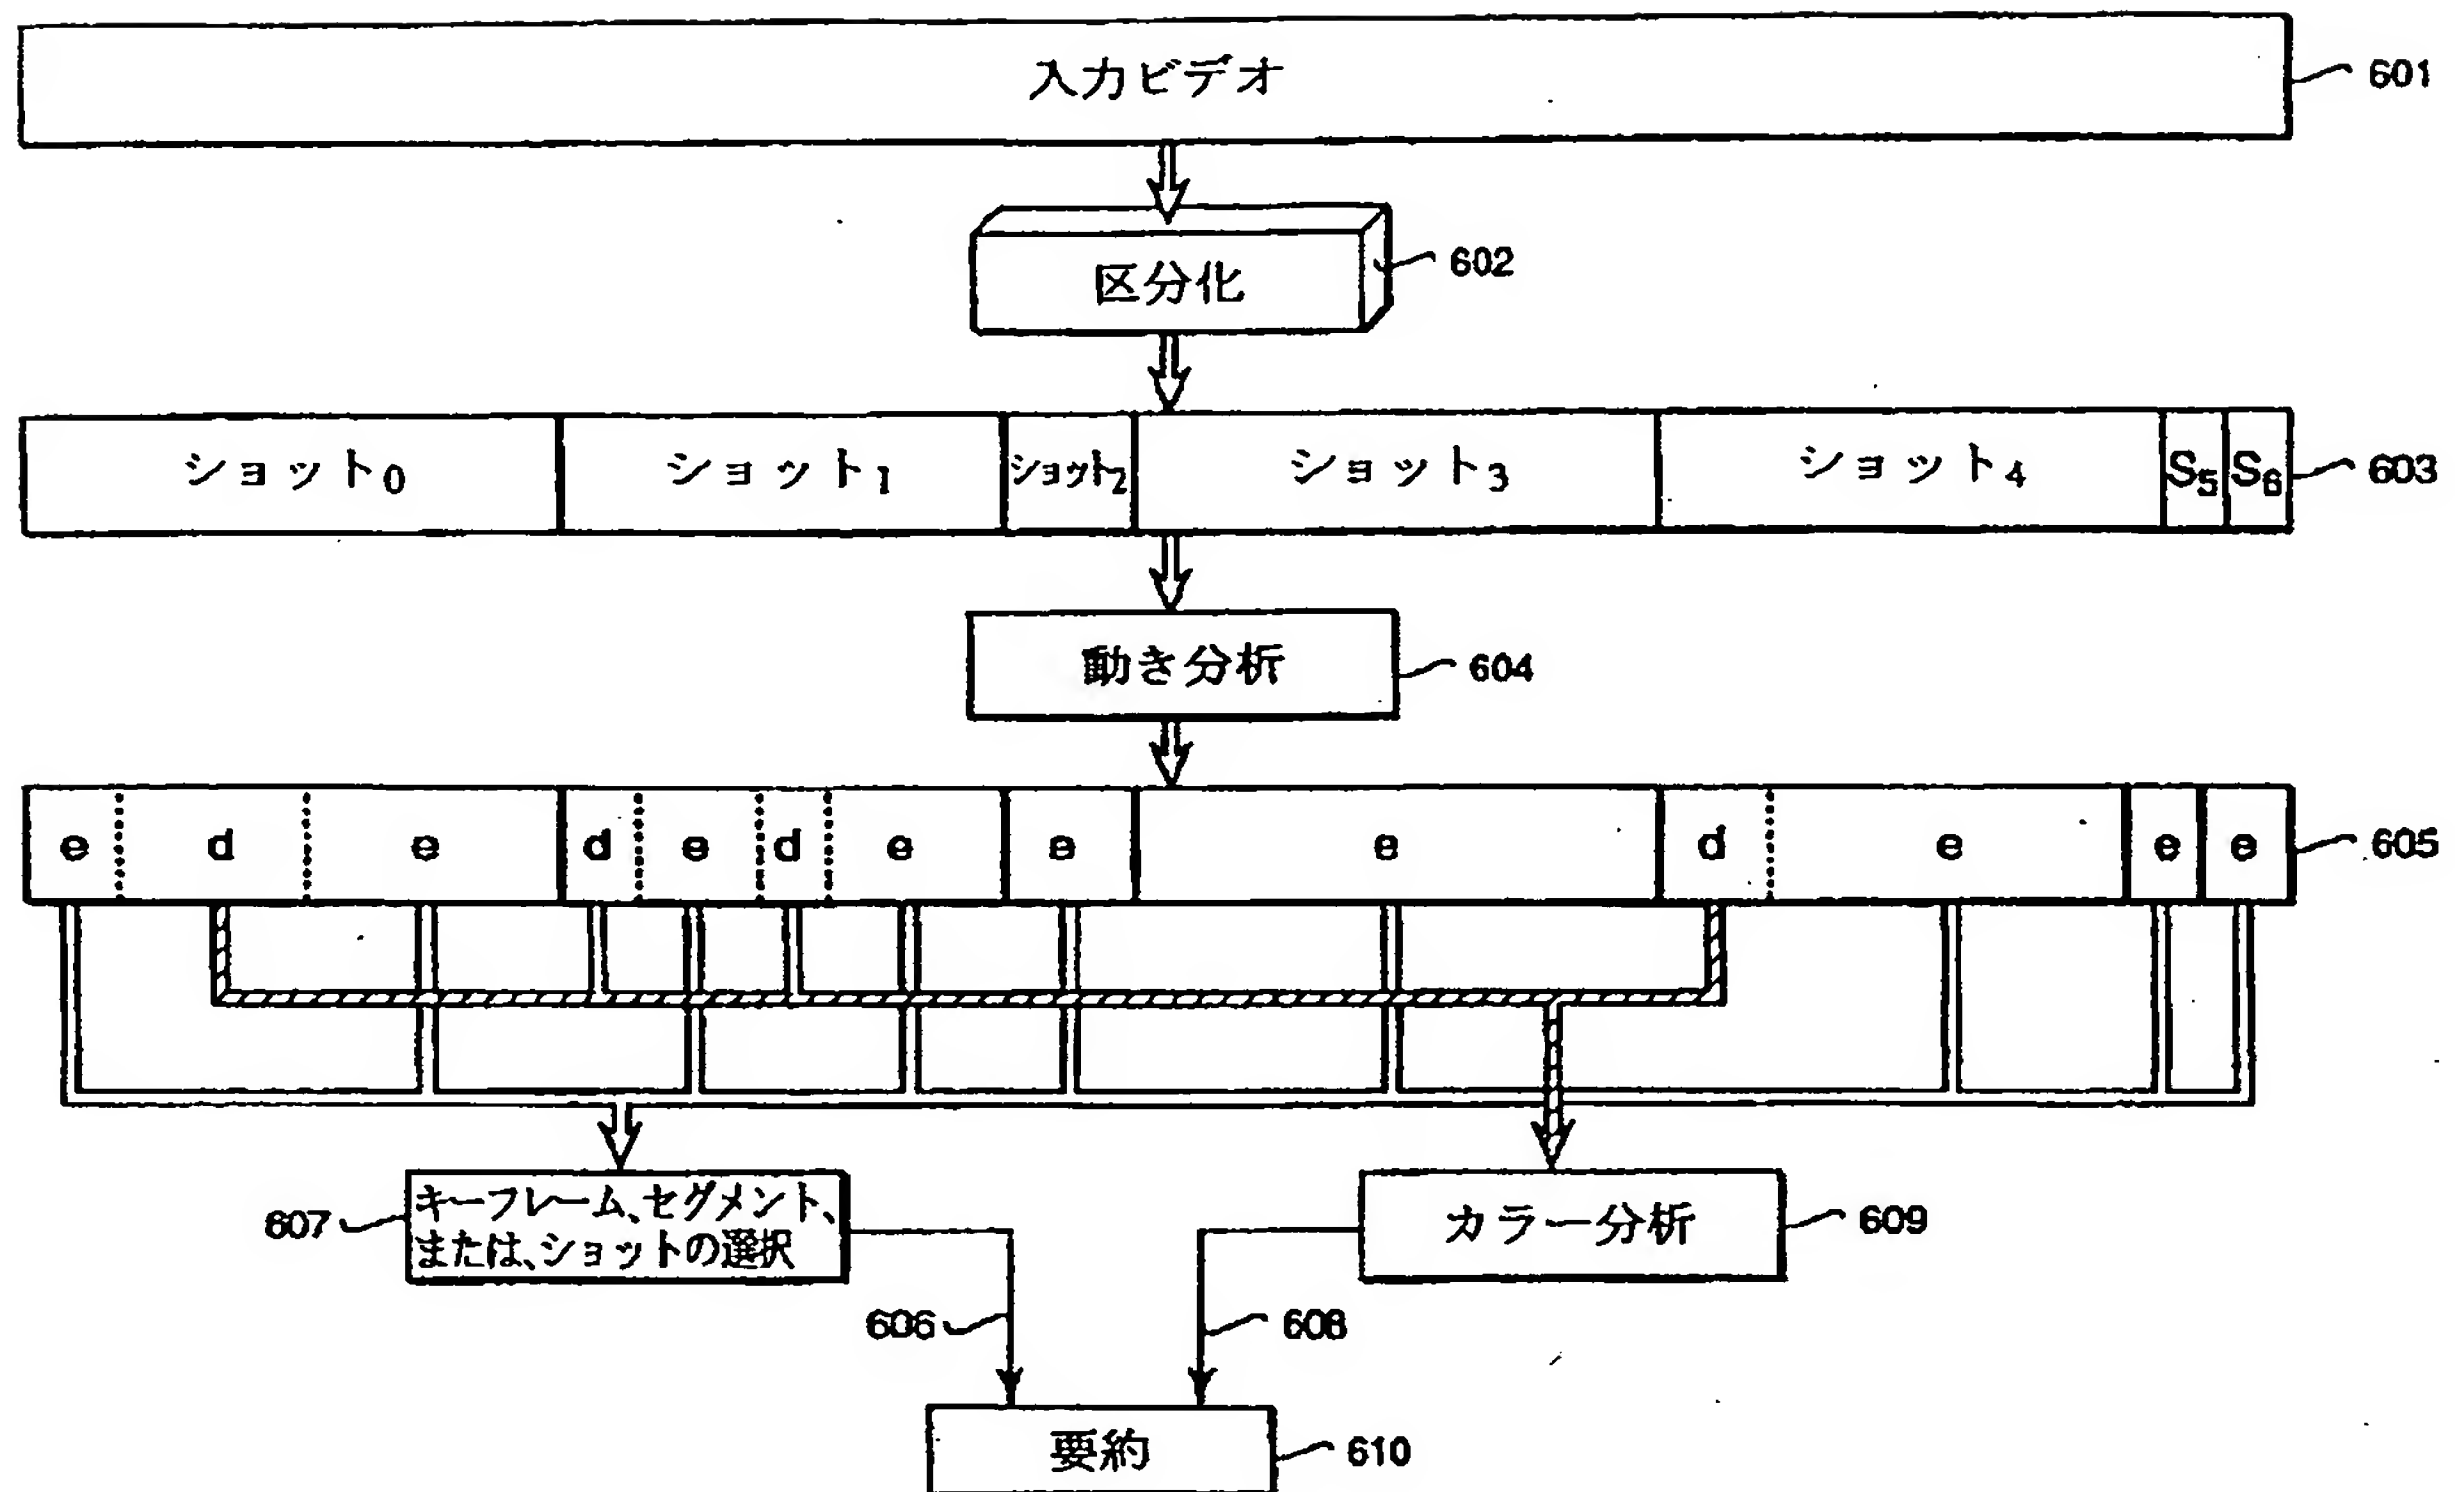 入力ビデオ
601
区分化
602
ショット0 ショット1 ショット2 ショット3 ショット4 S5 S6
603
動き分析
604
e d e d e d e e e d e e e
605
607
キーフレーム、セグメント、
または、ショットの選択
カラー分析
609
606
608
要約
610